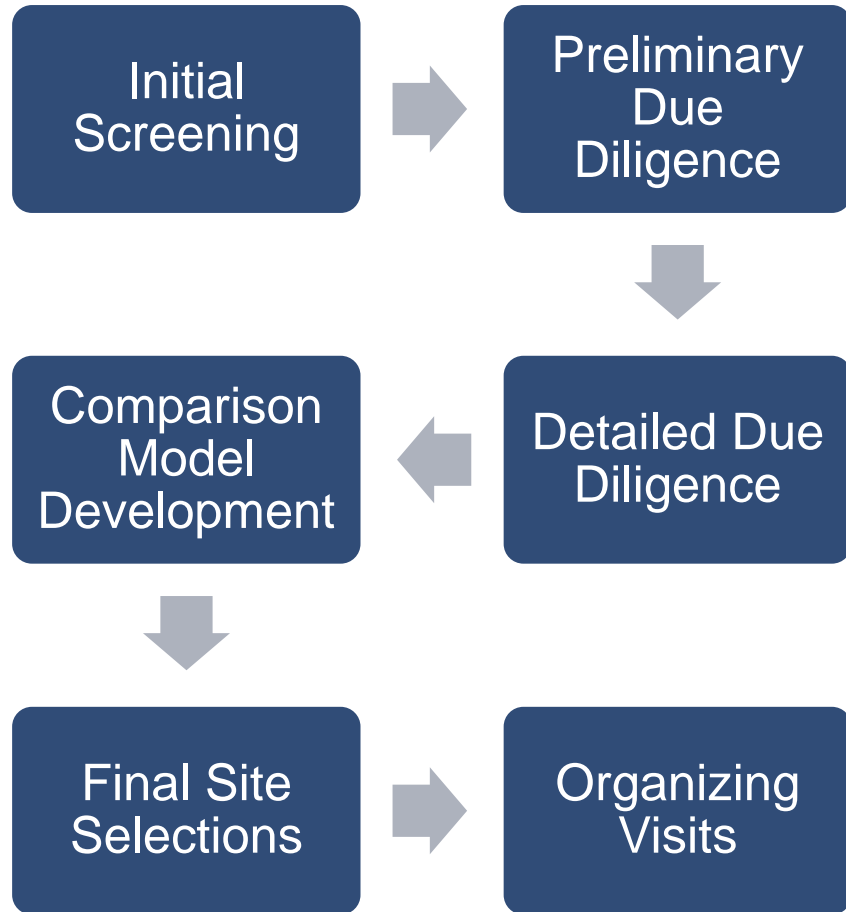 Initial
Screening
Preliminary
Due
Diligence
Detailed Due
Diligence
Comparison
Model
Development
Final Site
Selections
Organizing
Visits